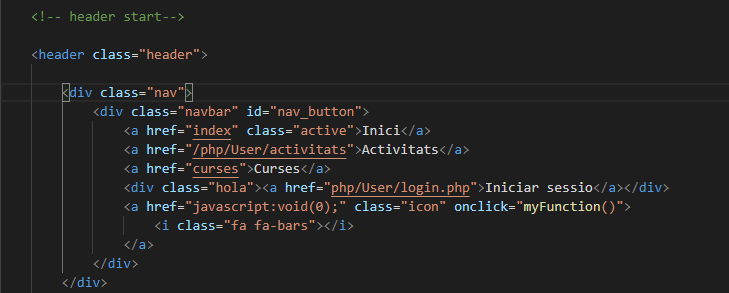 <!-- header start-->
<header class="header">
<div class="nav">
<div class="navbar" id="nav_button">
<a href="index" class="active">Inici</a>
<a href="/php/User/activitats">Activitats</a>
<a href="curses">Curses</a>
<div class="hola"><a href="php/User/login.php">Iniciar sessio</a></div>
<a href="javascript:void(0);" class="icon" onclick="myFunction()">
<i class="fa fa-bars"></i>
</a>
</div>
</div>